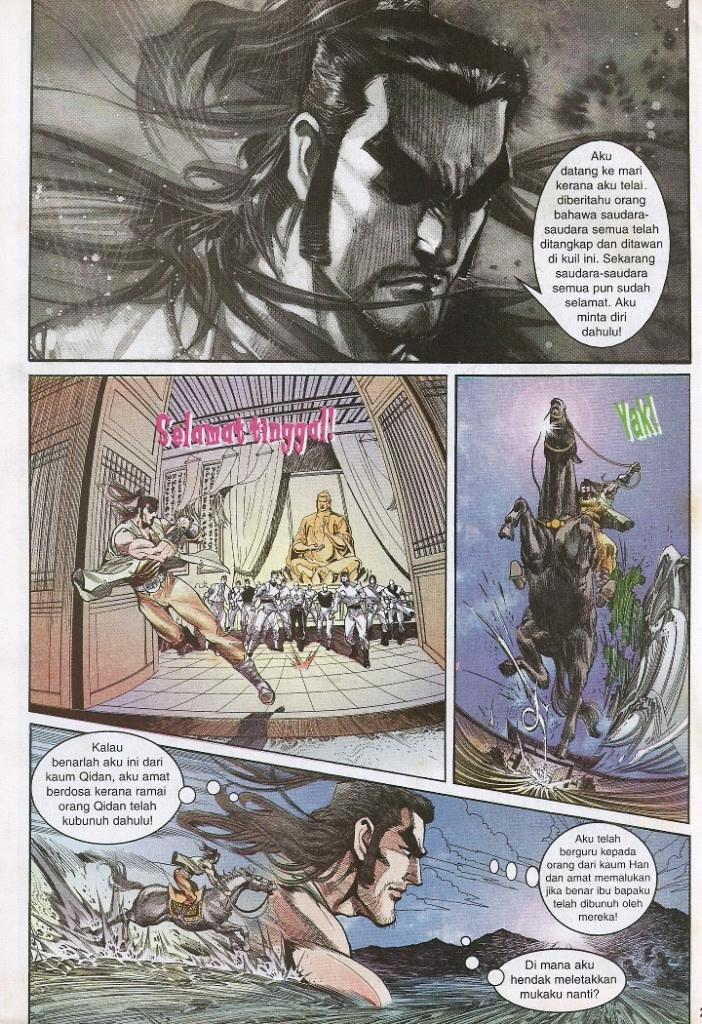 Aku
datang ke mari
kerana aku telai.
diberitahu orang
bahawa saudara-
saudara semua telah
ditangkap dan ditawan
di kuil ini. Sekarang
saudara-saudara
semua pun sudah
selamat. Aku
minta diri
dahulu!
Selamat tinggal!
Yak!
Kalau
benarlah aku ini dari
kaum Qidan, aku amat
berdosa kerana ramai
orang Qidan telah
kubunuh dahulu!
Aku telah
berguru kepada
orang dari kaum Han
dan amat memalukan
jika benar ibu bapaku
telah dibunuh oleh
mereka!
Di mana aku
hendak meletakkan
mukaku nanti?